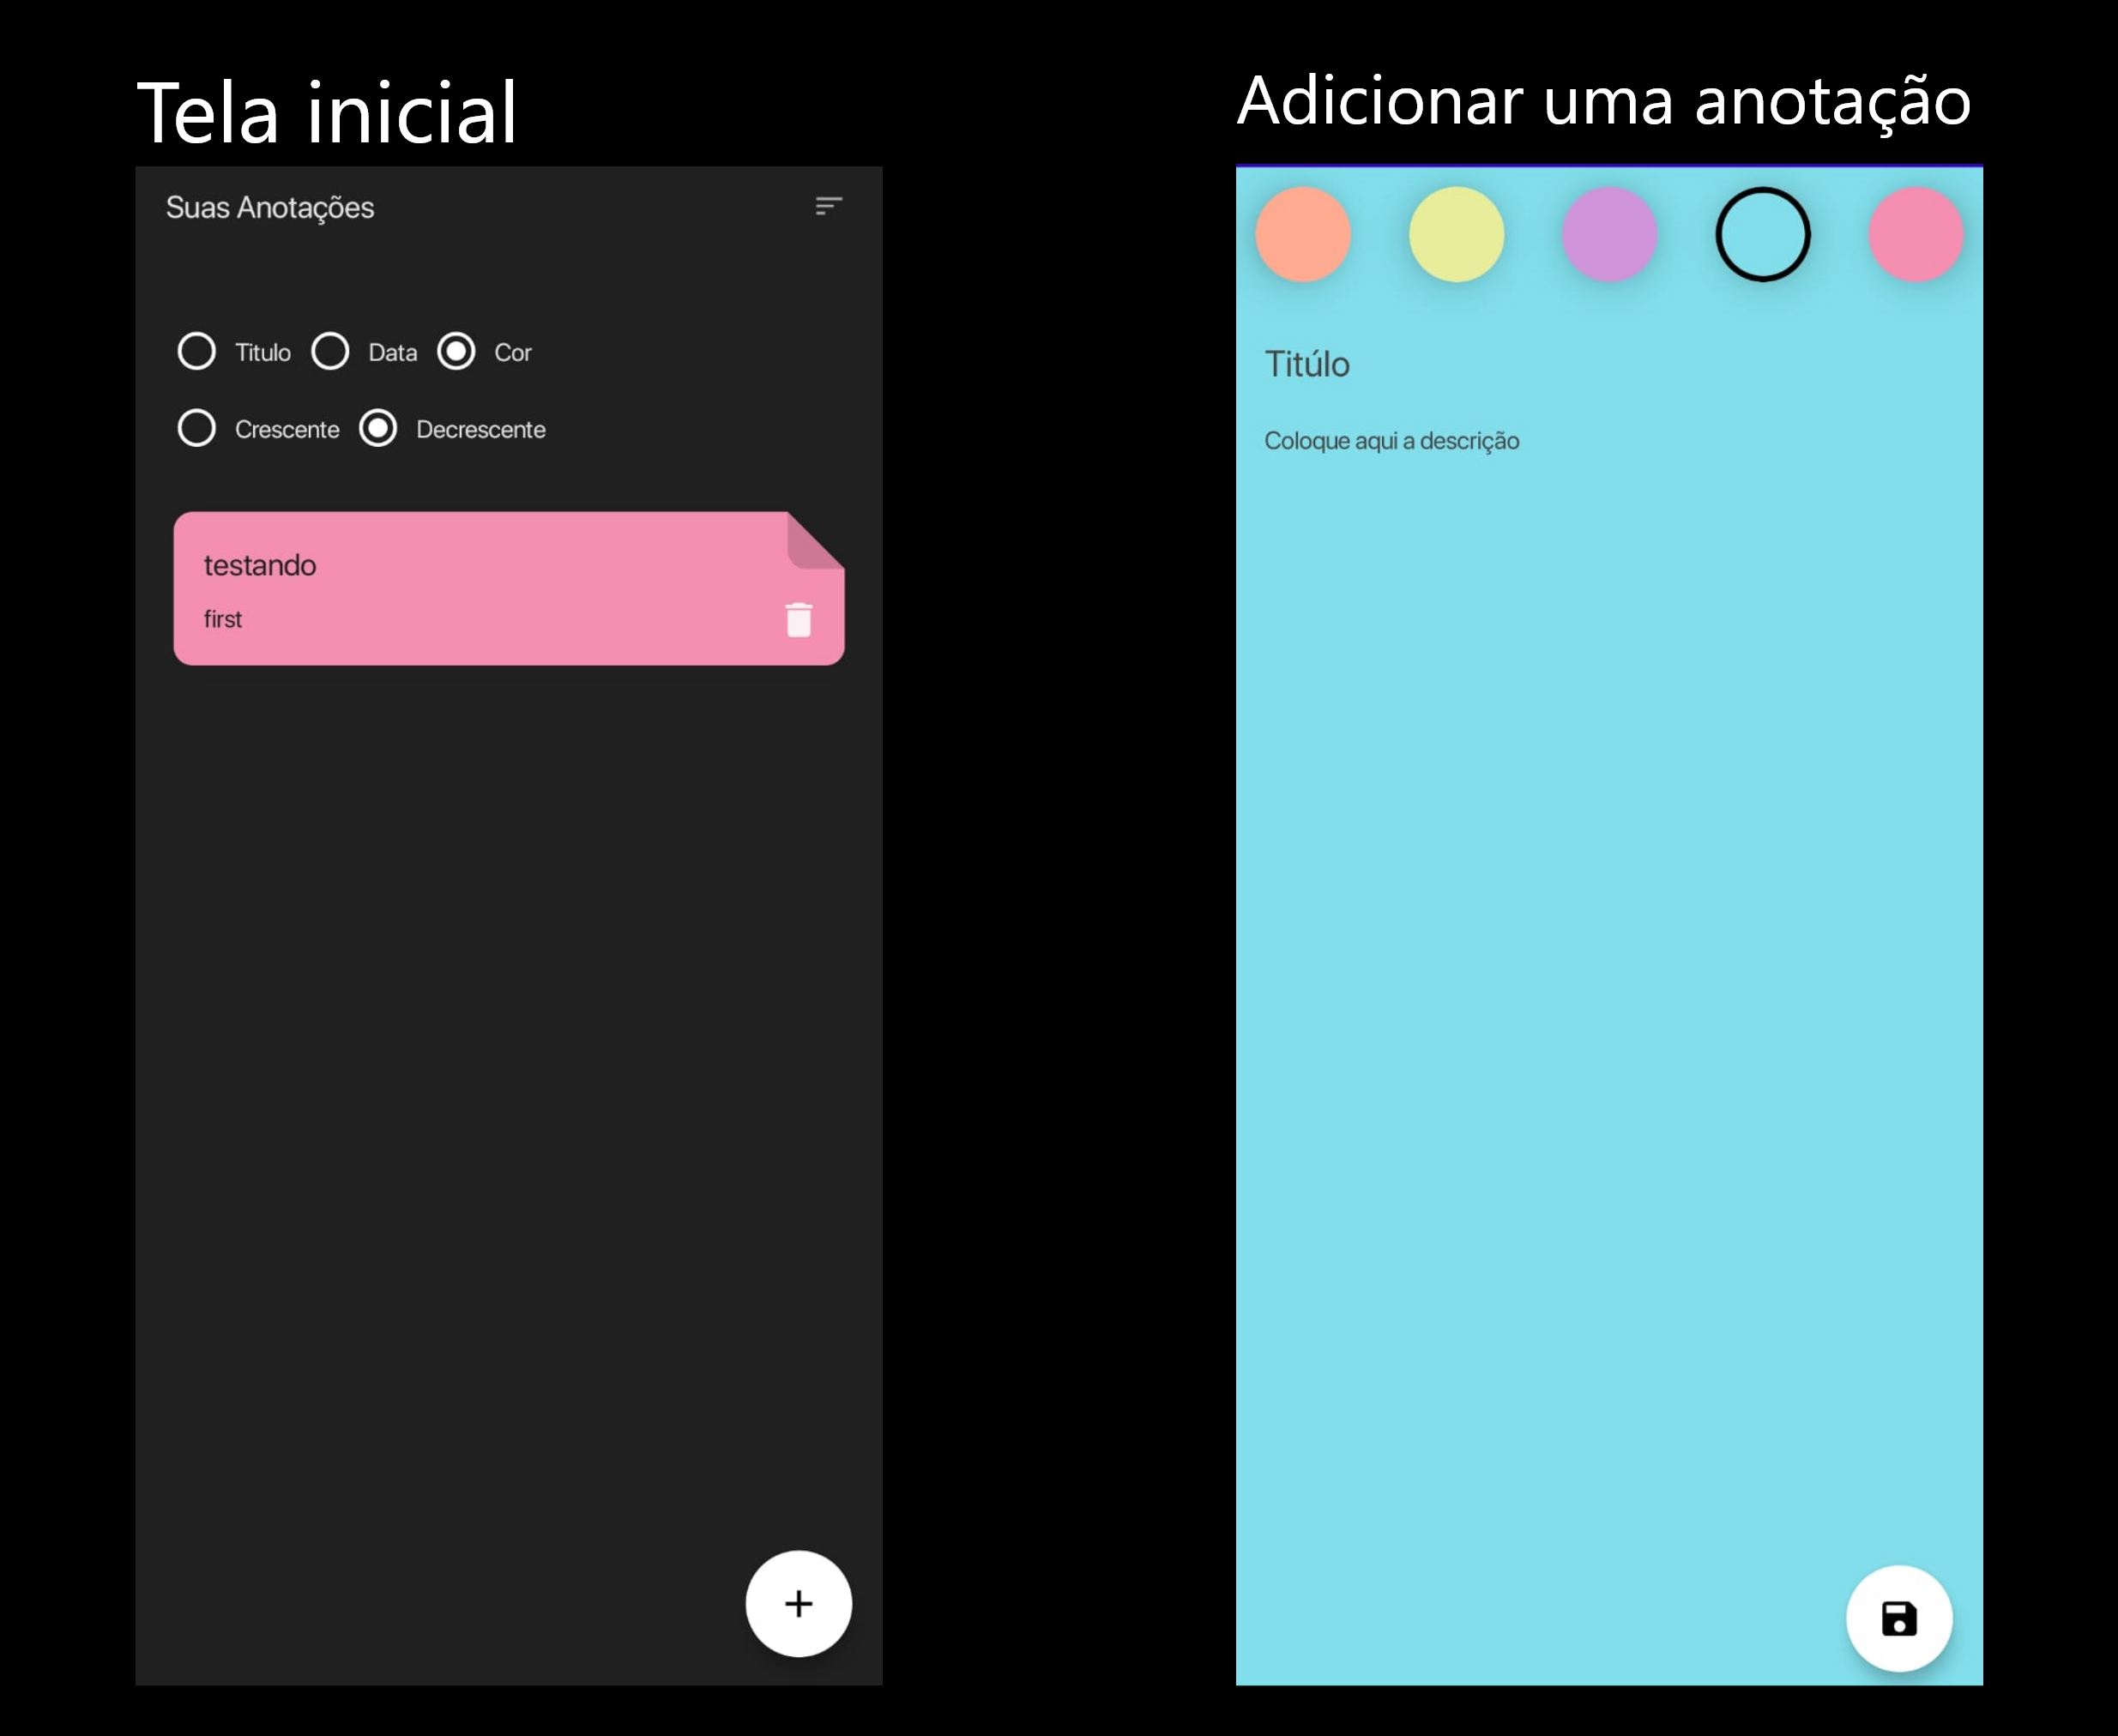 Tela inicial
Suas Anotações
Titulo Data Cor
Crescente Decrescente
testando
first
Adicionar uma anotação
Titúlo
Coloque aqui a descrição